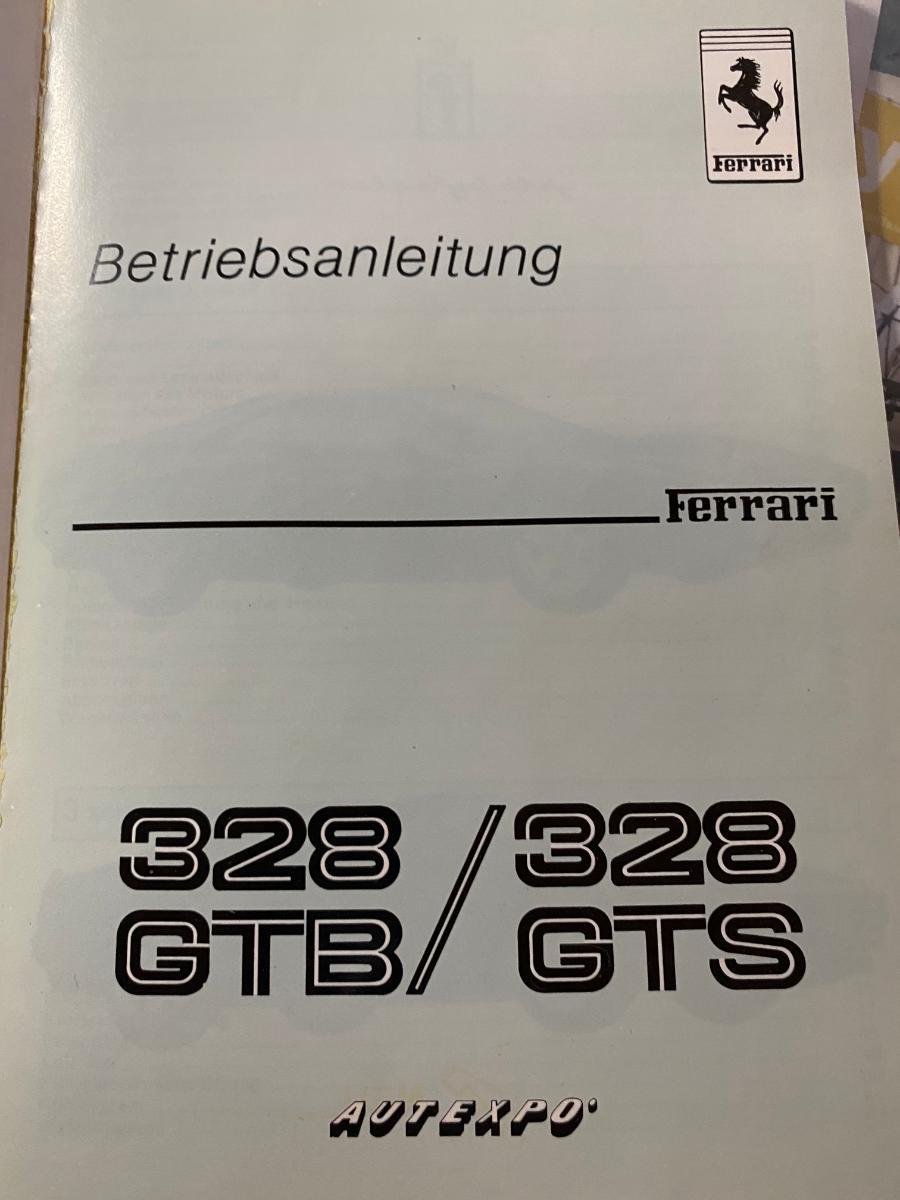 Ferrari
Betriebsanleitung
Ferrari
328 GTB / 328 GTS
AUTEXPO'